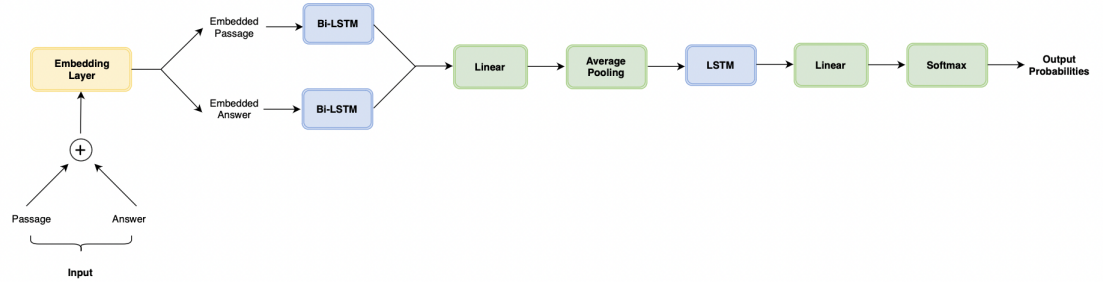 Embedding
Layer
Embedded
Passage
Embedded
Answer
Bi-LSTM
Bi-LSTM
Linear
Average
Pooling
LSTM
Linear
Softmax
Output
Probabilities
+
Passage
Answer
Input